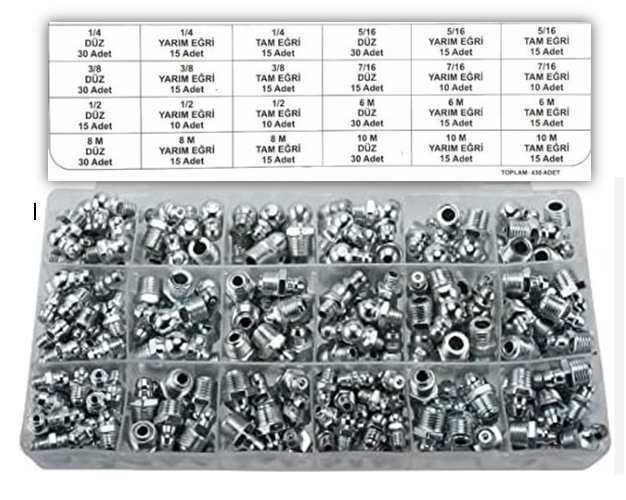 1/4
DÜZ
30 Adet
1/4
YARIM EĞRİ
15 Adet
1/4
TAM EĞRİ
15 Adet
5/16
DÜZ
30 Adet
5/16
YARIM EĞRİ
15 Adet
5/16
TAM EĞRİ
15 Adet
3/8
DÜZ
30 Adet
3/8
YARIM EĞRİ
15 Adet
3/8
TAM EĞRİ
15 Adet
7/16
DÜZ
15 Adet
7/16
YARIM EĞRİ
10 Adet
7/16
TAM EĞRİ
10 Adet
1/2
DÜZ
15 Adet
1/2
YARIM EĞRİ
10 Adet
1/2
TAM EĞRİ
10 Adet
6 M
DÜZ
30 Adet
6 M
YARIM EĞRİ
15 Adet
6 M
TAM EĞRİ
15 Adet
8 M
DÜZ
30 Adet
8 M
YARIM EĞRİ
15 Adet
8 M
TAM EĞRİ
15 Adet
10 M
DÜZ
30 Adet
10 M
YARIM EĞRİ
15 Adet
10 M
TAM EĞRİ
15 Adet
TOPLAM: 430 ADET